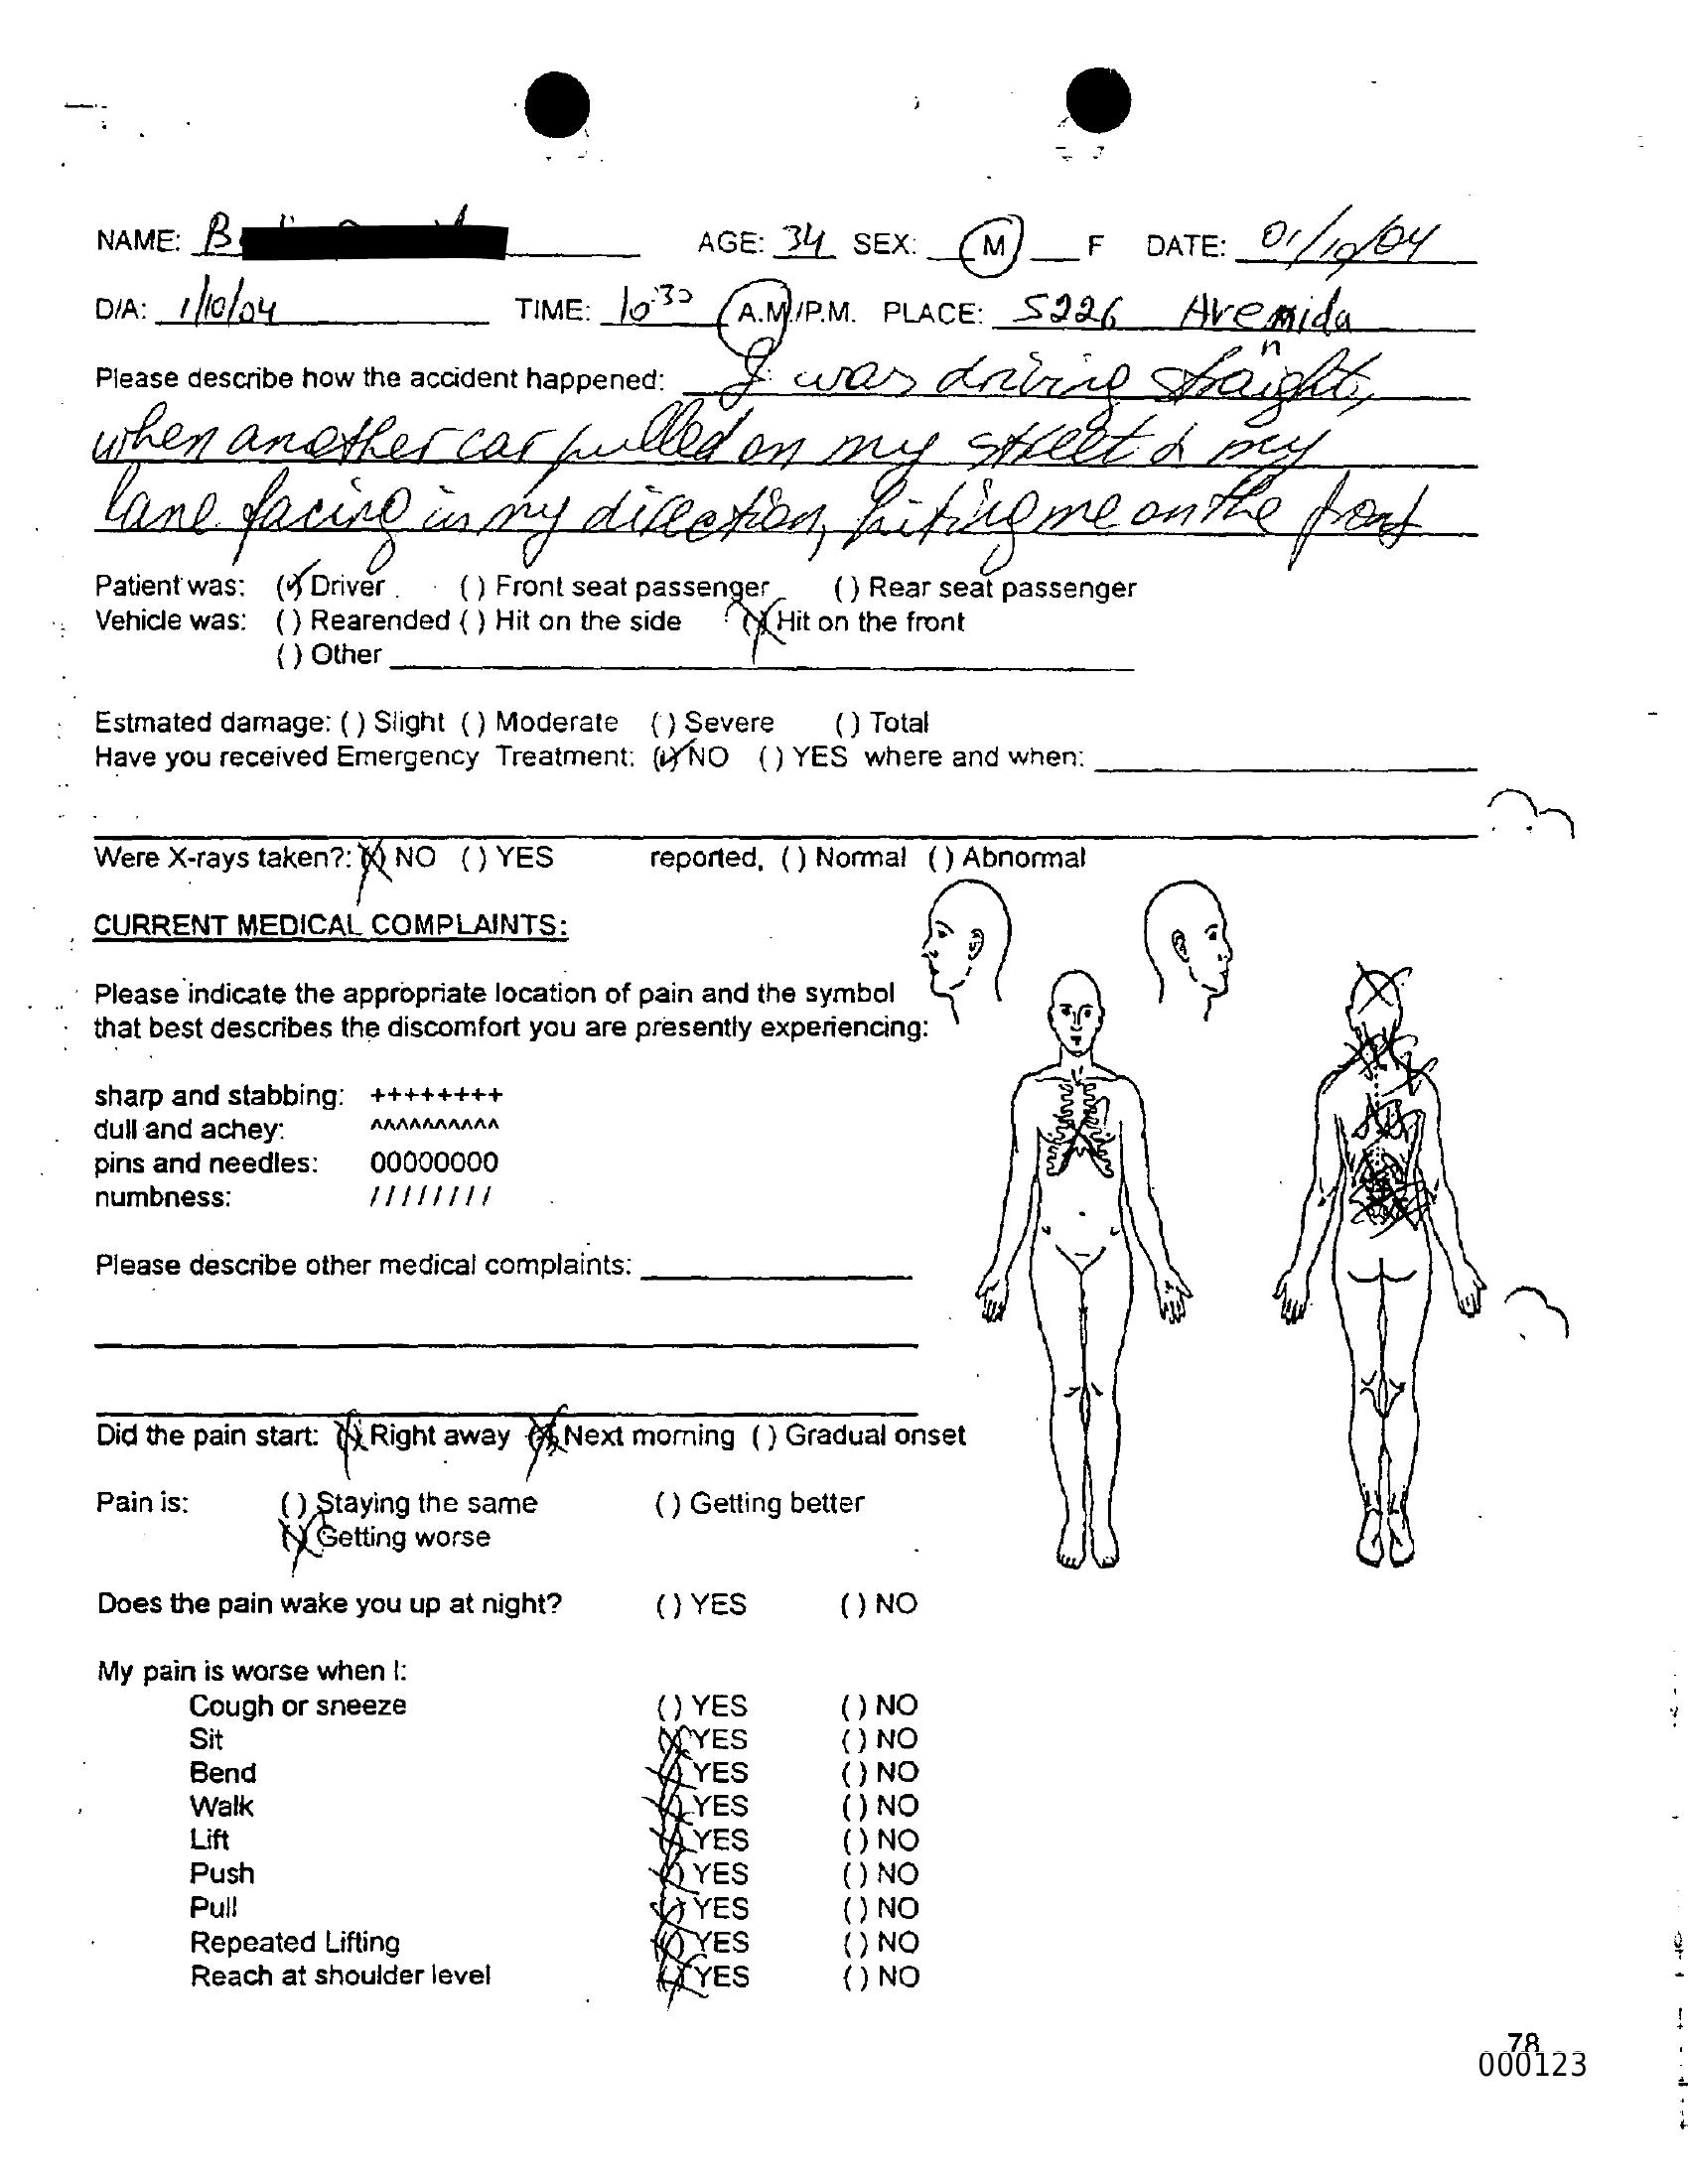 NAME: B AGE: 34 SEX: M F DATE: 01/10/04
D/A: 1/10/04 TIME: 10:30 A.M./P.M. PLACE: 5226 Avenida
Please describe how the accident happened: I was driving straight,
when another car pulled on my street & my
lane facing in my direction, hiting me on the front
Patient was: (✓) Driver ( ) Front seat passenger ( ) Rear seat passenger
Vehicle was: ( ) Rearended ( ) Hit on the side (X) Hit on the front
( ) Other
Estmated damage: ( ) Slight ( ) Moderate ( ) Severe ( ) Total
Have you received Emergency Treatment: (✓) NO ( ) YES where and when:
Were X-rays taken?: (X) NO ( ) YES reported, ( ) Normal ( ) Abnormal
CURRENT MEDICAL COMPLAINTS:
Please indicate the appropriate location of pain and the symbol
that best describes the discomfort you are presently experiencing:
sharp and stabbing: ++++++++
dull and achey: ^^^^^^^^^^
pins and needles: 00000000
numbness: / / / / / / / /
Please describe other medical complaints:
Did the pain start: (X) Right away (X) Next morning ( ) Gradual onset
Pain is: ( ) Staying the same ( ) Getting better
(X) Getting worse
Does the pain wake you up at night? ( ) YES ( ) NO
My pain is worse when I:
Cough or sneeze ( ) YES ( ) NO
Sit (X) YES ( ) NO
Bend (X) YES ( ) NO
Walk (X) YES ( ) NO
Lift (X) YES ( ) NO
Push (X) YES ( ) NO
Pull (X) YES ( ) NO
Repeated Lifting (X) YES ( ) NO
Reach at shoulder level (X) YES ( ) NO
78
000123